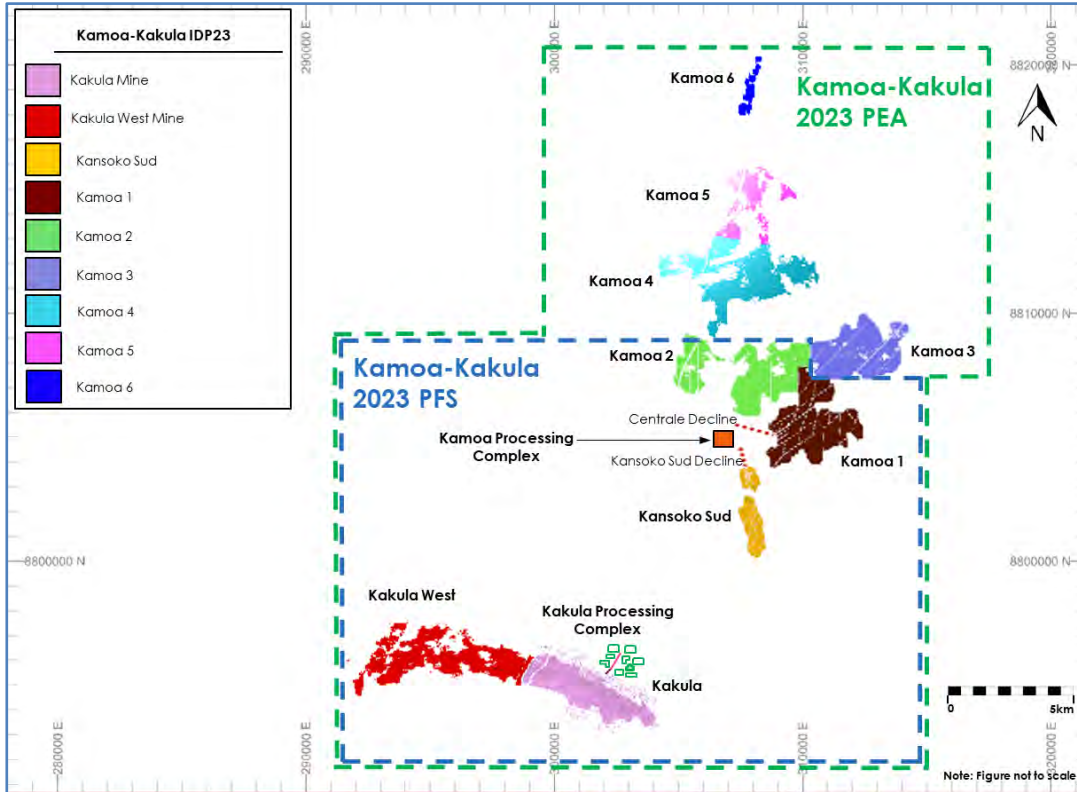 Kamoa-Kakula IDP23
Kakula Mine
Kakula West Mine
Kansoko Sud
Kamoa 1
Kamoa 2
Kamoa 3
Kamoa 4
Kamoa 5
Kamoa 6
290000 E
300000 E
310000 E
8820000 N
Kamoa 6
Kamoa-Kakula
2023 PEA
N
Kamoa 5
Kamoa 4
8810000 N
Kamoa 2
Kamoa 3
Kamoa-Kakula
2023 PFS
Centrale Decline
Kamoa Processing
Complex
Kansoko Sud Decline
Kamoa 1
Kansoko Sud
8800000 N
8800000 N
Kakula West
Kakula Processing
Complex
Kakula
0
5km
280000 E
290000 E
310000 E
Note: Figure not to scale